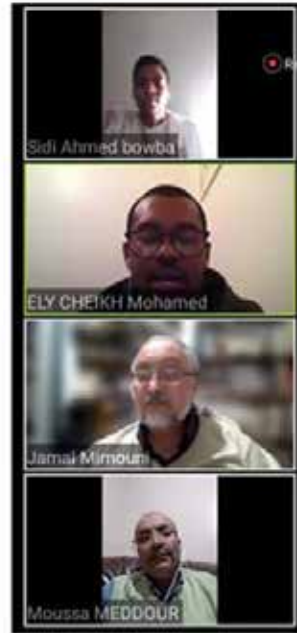 Sidi Ahmed bowba
ELY CHEIKH Mohamed
Jamal Mimouni
Moussa MEDDOUR